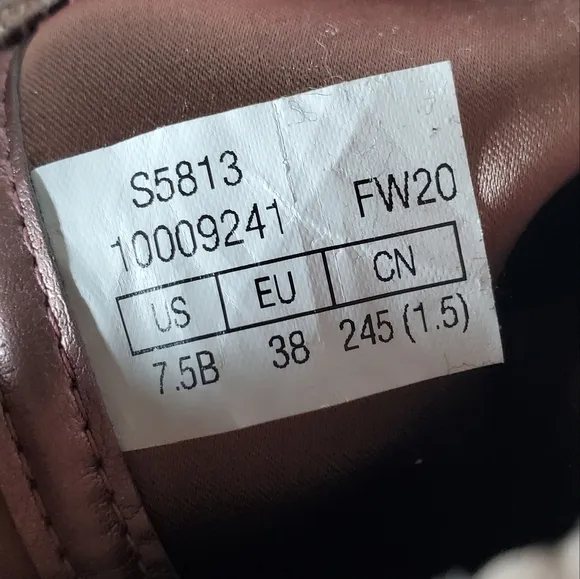 S5813
10009241 FW20
US EU CN
7.5B 38 245 (1.5)